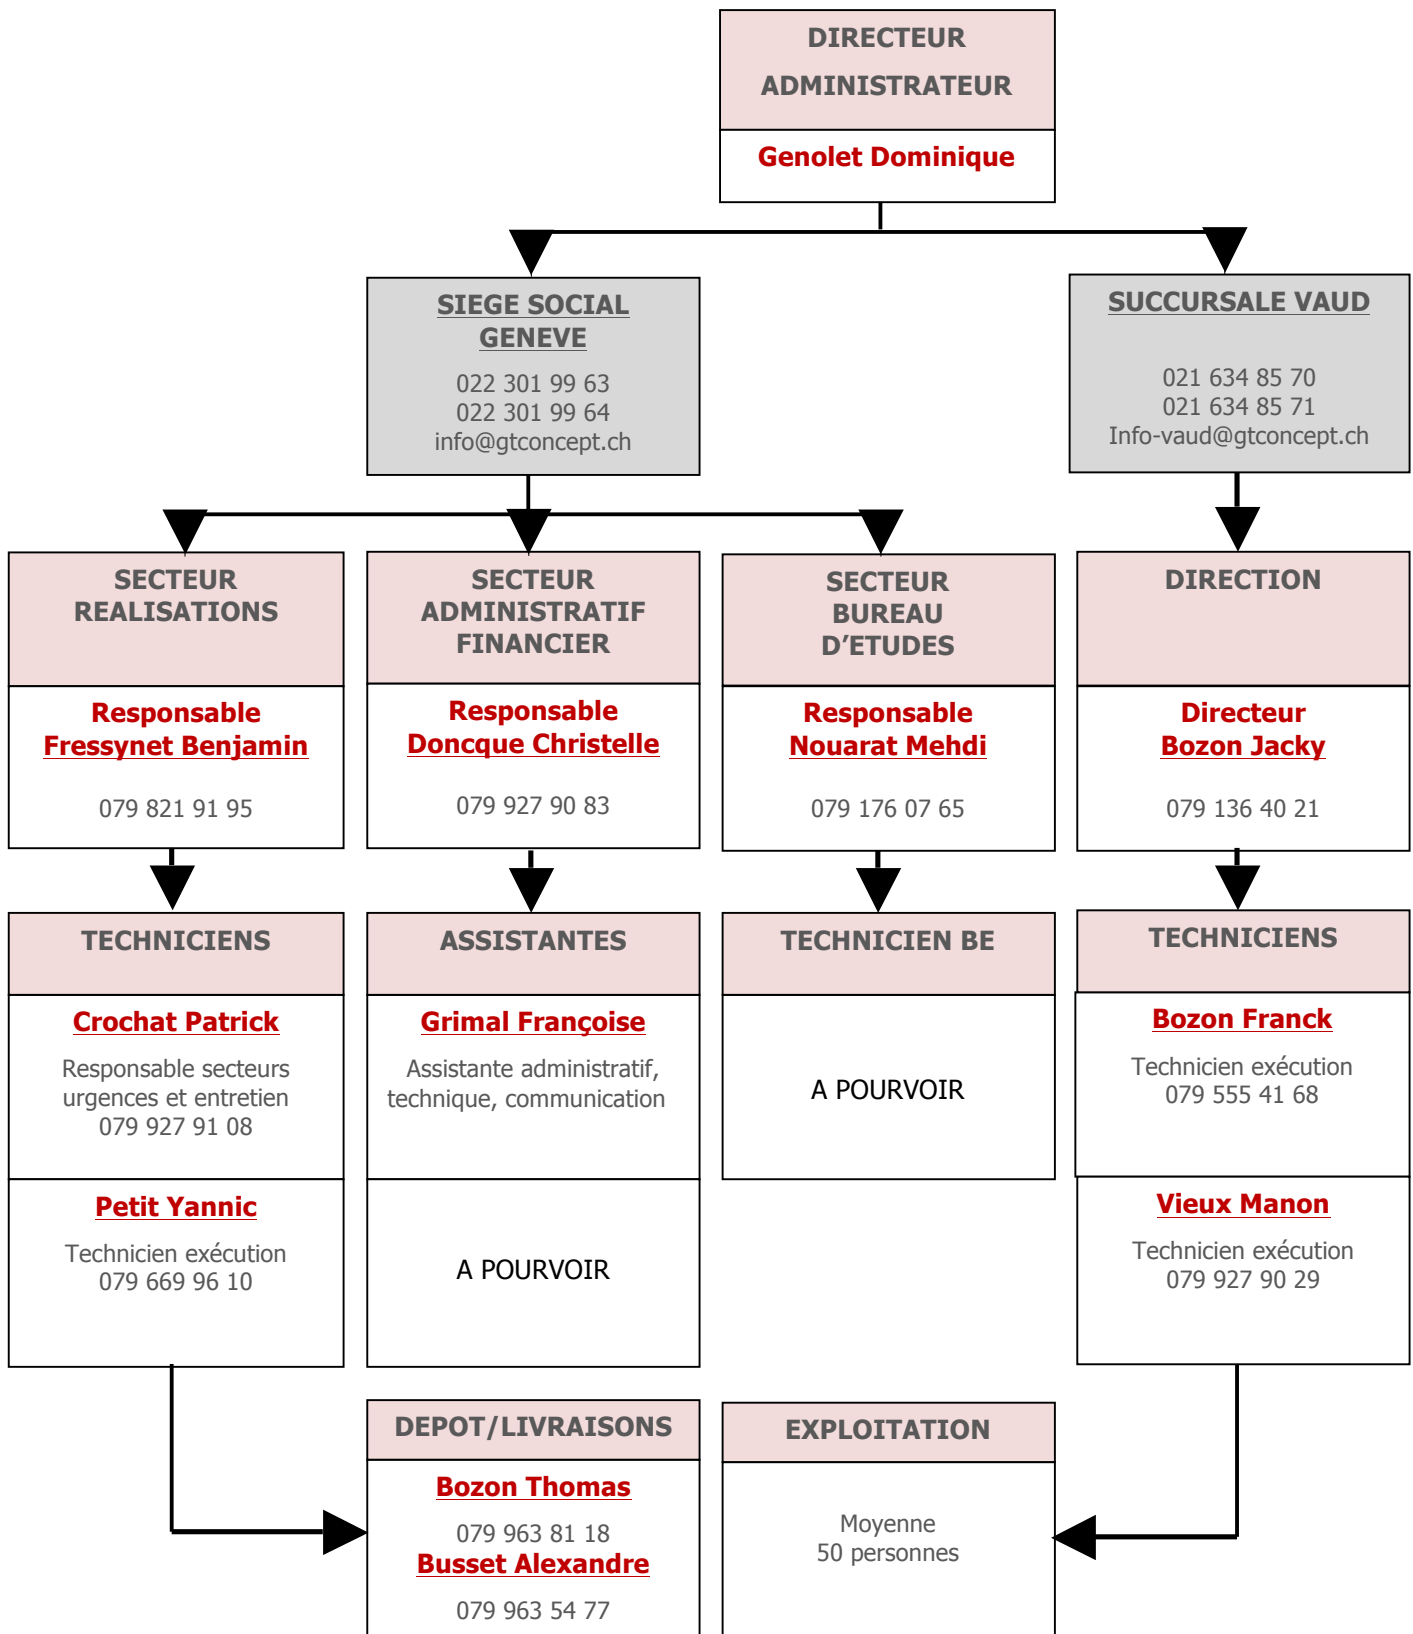 DIRECTEUR
ADMINISTRATEUR
Genolet Dominique
SIEGE SOCIAL
GENEVE
022 301 99 63
022 301 99 64
info@gtconcept.ch
SUCCURSALE VAUD
021 634 85 70
021 634 85 71
Info-vaud@gtconcept.ch
SECTEUR
REALISATIONS
Responsable
Fressynet Benjamin
079 821 91 95
SECTEUR
ADMINISTRATIF
FINANCIER
Responsable
Doncque Christelle
079 927 90 83
SECTEUR
BUREAU
D’ETUDES
Responsable
Nouarat Mehdi
079 176 07 65
DIRECTION
Directeur
Bozon Jacky
079 136 40 21
TECHNICIENS
Crochat Patrick
Responsable secteurs
urgences et entretien
079 927 91 08
Petit Yannic
Technicien exécution
079 669 96 10
ASSISTANTES
Grimal Françoise
Assistante administratif,
technique, communication
A POURVOIR
TECHNICIEN BE
A POURVOIR
TECHNICIENS
Bozon Franck
Technicien exécution
079 555 41 68
Vieux Manon
Technicien exécution
079 927 90 29
DEPOT/LIVRAISONS
Bozon Thomas
079 963 81 18
Busset Alexandre
079 963 54 77
EXPLOITATION
Moyenne
50 personnes